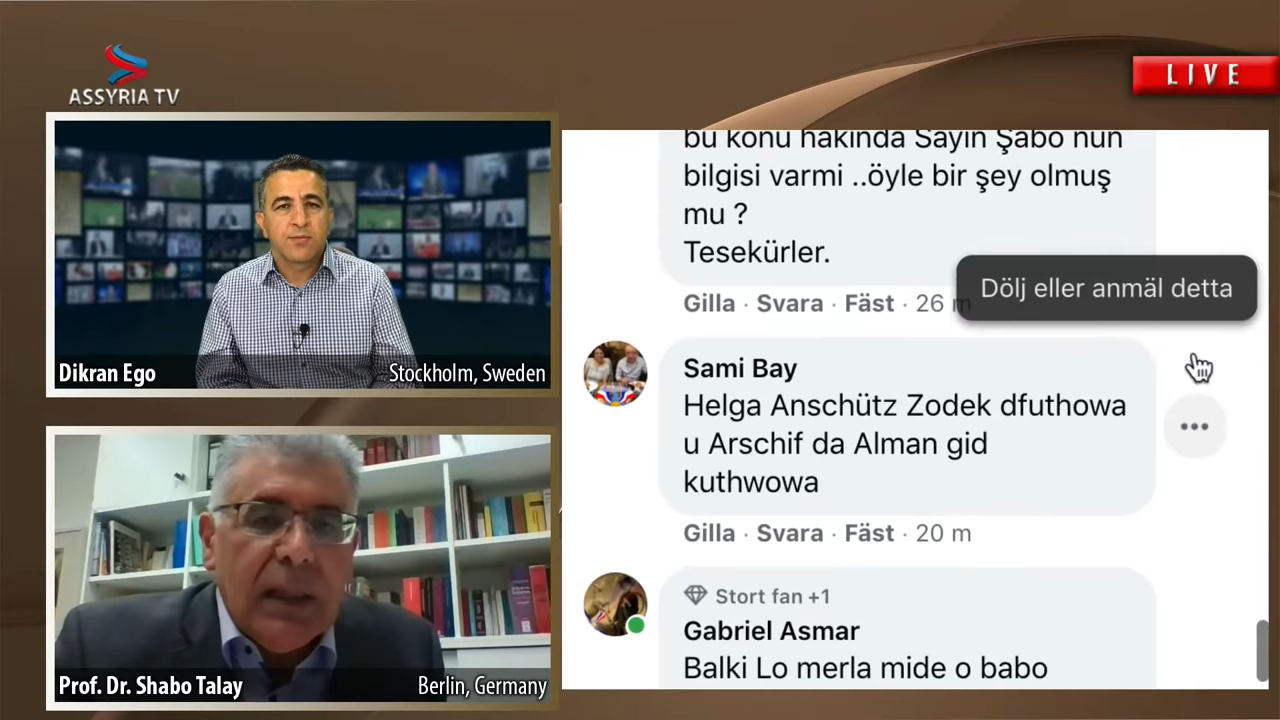 ASSYRIA TV
LIVE
Dikran Ego
Stockholm, Sweden
Prof. Dr. Shabo Talay
Berlin, Germany
bu konu hakinda Sayin Şabo nun
bilgisi varmi ..öyle bir şey olmuş
mu ?
Tesekürler.
Gilla · Svara · Fäst · 26 m
Dölj eller anmäl detta
Sami Bay
Helga Anschütz Zodek dfuthowa
u Arschif da Alman gid
kuthwowa
Gilla · Svara · Fäst · 20 m
Stort fan +1
Gabriel Asmar
Balki Lo merla mide o babo